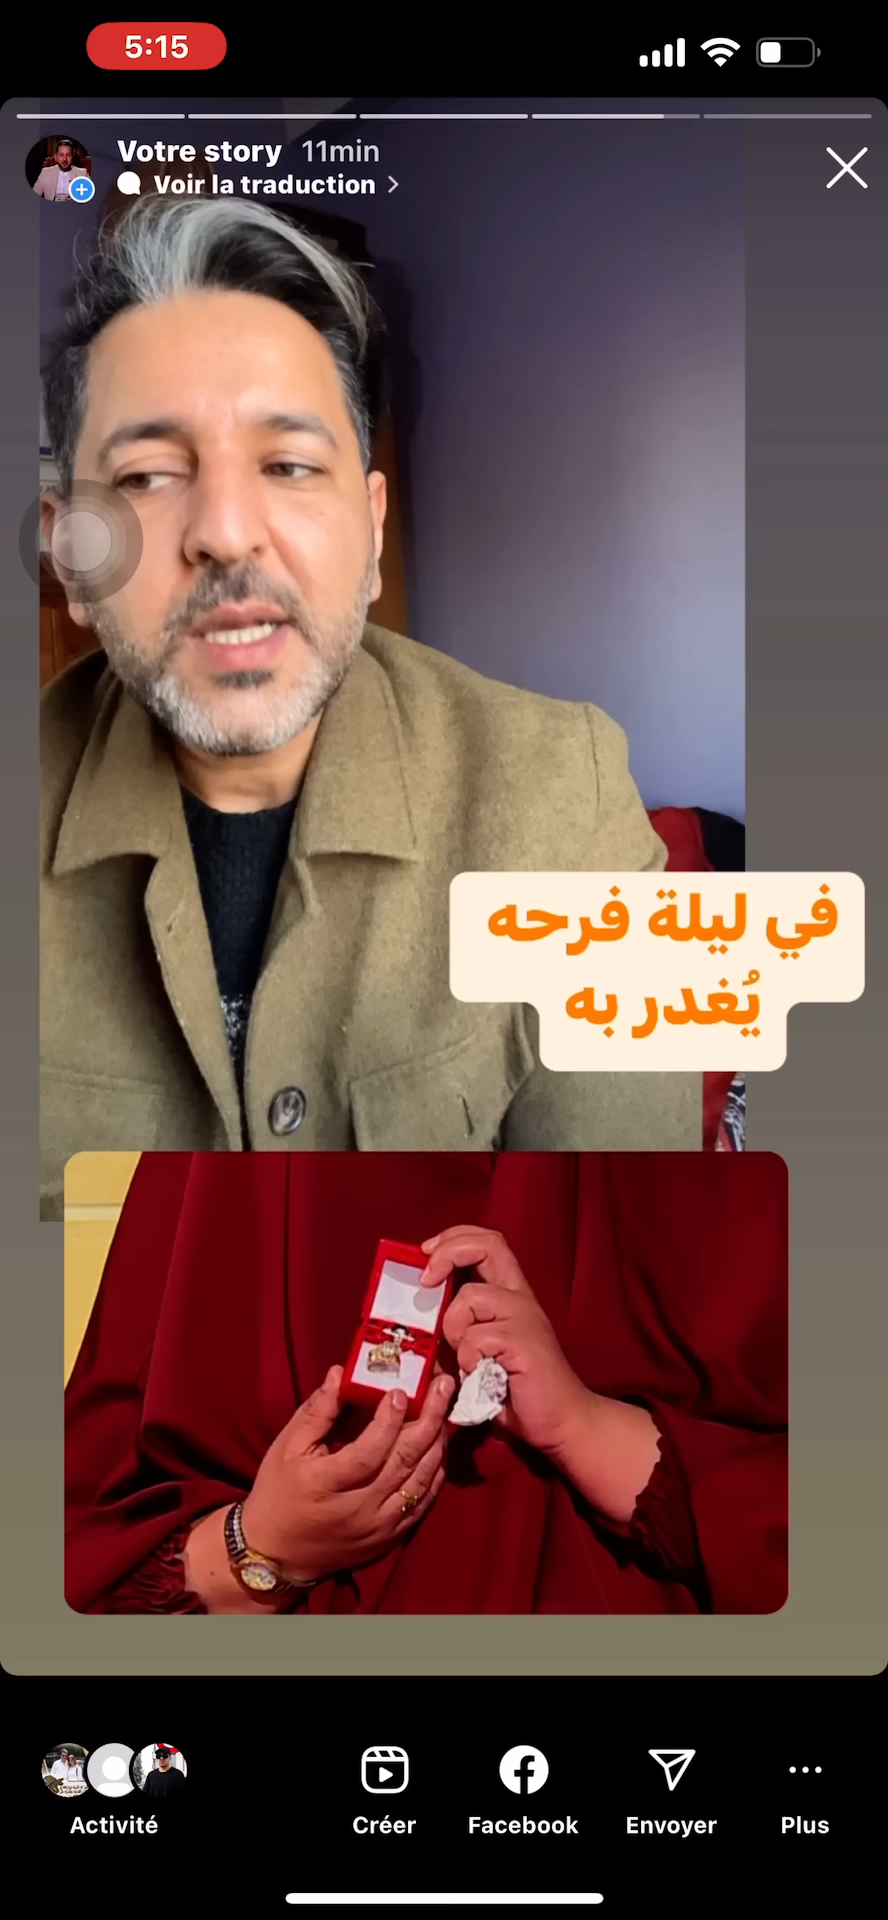 5:15
Votre story 11min
Voir la traduction
في ليلة فرحه
يُغدر به
Activité
Créer
Facebook
Envoyer
Plus